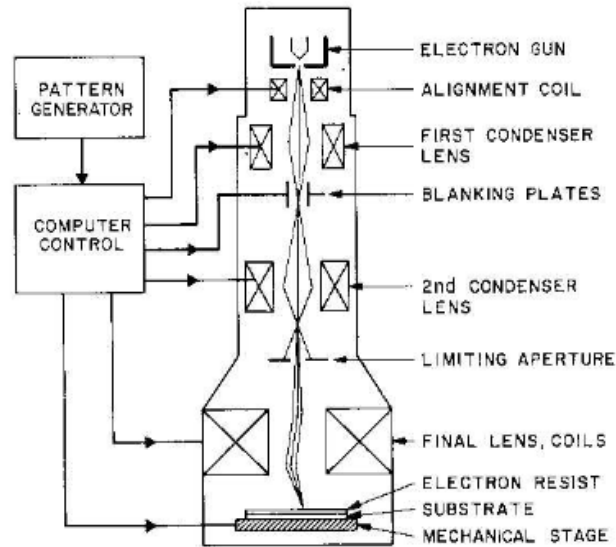 PATTERN
GENERATOR
COMPUTER
CONTROL
ELECTRON GUN
ALIGNMENT COIL
FIRST CONDENSER
LENS
BLANKING PLATES
2nd CONDENSER
LENS
LIMITING APERTURE
FINAL LENS, COILS
ELECTRON RESIST
SUBSTRATE
MECHANICAL STAGE